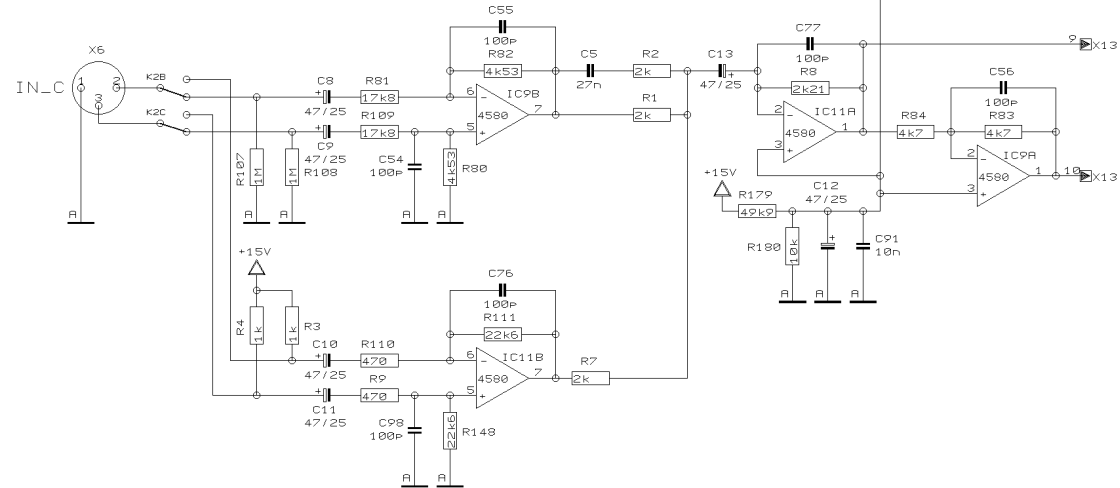 C55
100p
R82
4k53
C77
100p
9
X13
X6
IN_C
1
2
3
K2B
K2C
C8
47/25
+
R81
17k8
R109
17k8
+
C9
47/25
6
-
5
+
IC9B
4580
7
C5
27n
R2
2k
R1
2k
C13
47/25
+
R8
2k21
2
-
3
+
IC11A
4580
1
R84
4k7
C56
100p
R83
4k7
IC9A
2
-
3
+
4580
1
10
X13
R107
1M
1M
R108
C54
100p
4k53
R80
A
A
A
A
A
+15V
R179
49k9
C12
47/25
R180
10k
+
C91
10n
A
A
A
+15V
R4
1k
1k
R3
C76
100p
R111
22k6
C10
47/25
+
R110
470
R9
470
+
C11
47/25
6
-
5
+
IC11B
4580
7
R7
2k
C98
100p
22k6
R148
A
A